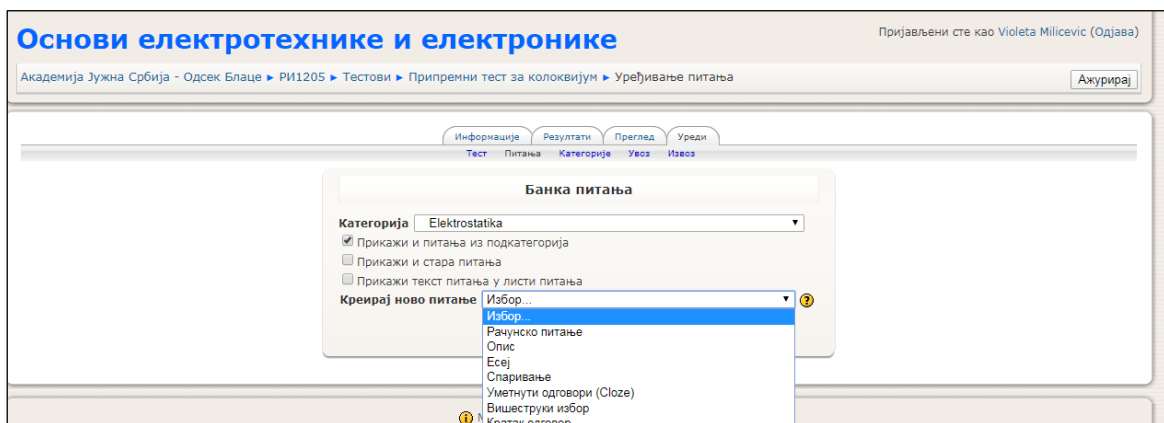 Основи електротехнике и електронике
Пријављени сте као Violeta Milicevic (Одјава)
Академија Јужна Србија - Одсек Блаце ► РИ1205 ► Тестови ► Припремни тест за колоквијум ► Уређивање питања
Ажурирај
Информације Резултати Преглед Уреди
Тест Питања Категорије Увоз Извоз
Банка питања
Категорија Elektrostatika
Прикажи и питања из подкатегорија
Прикажи и стара питања
Прикажи текст питања у листи питања
Креирај ново питање Избор...
Избор...
Рачунско питање
Опис
Есеј
Спаривање
Уметнути одговори (Cloze)
Вишеструки избор
Кратак одговор